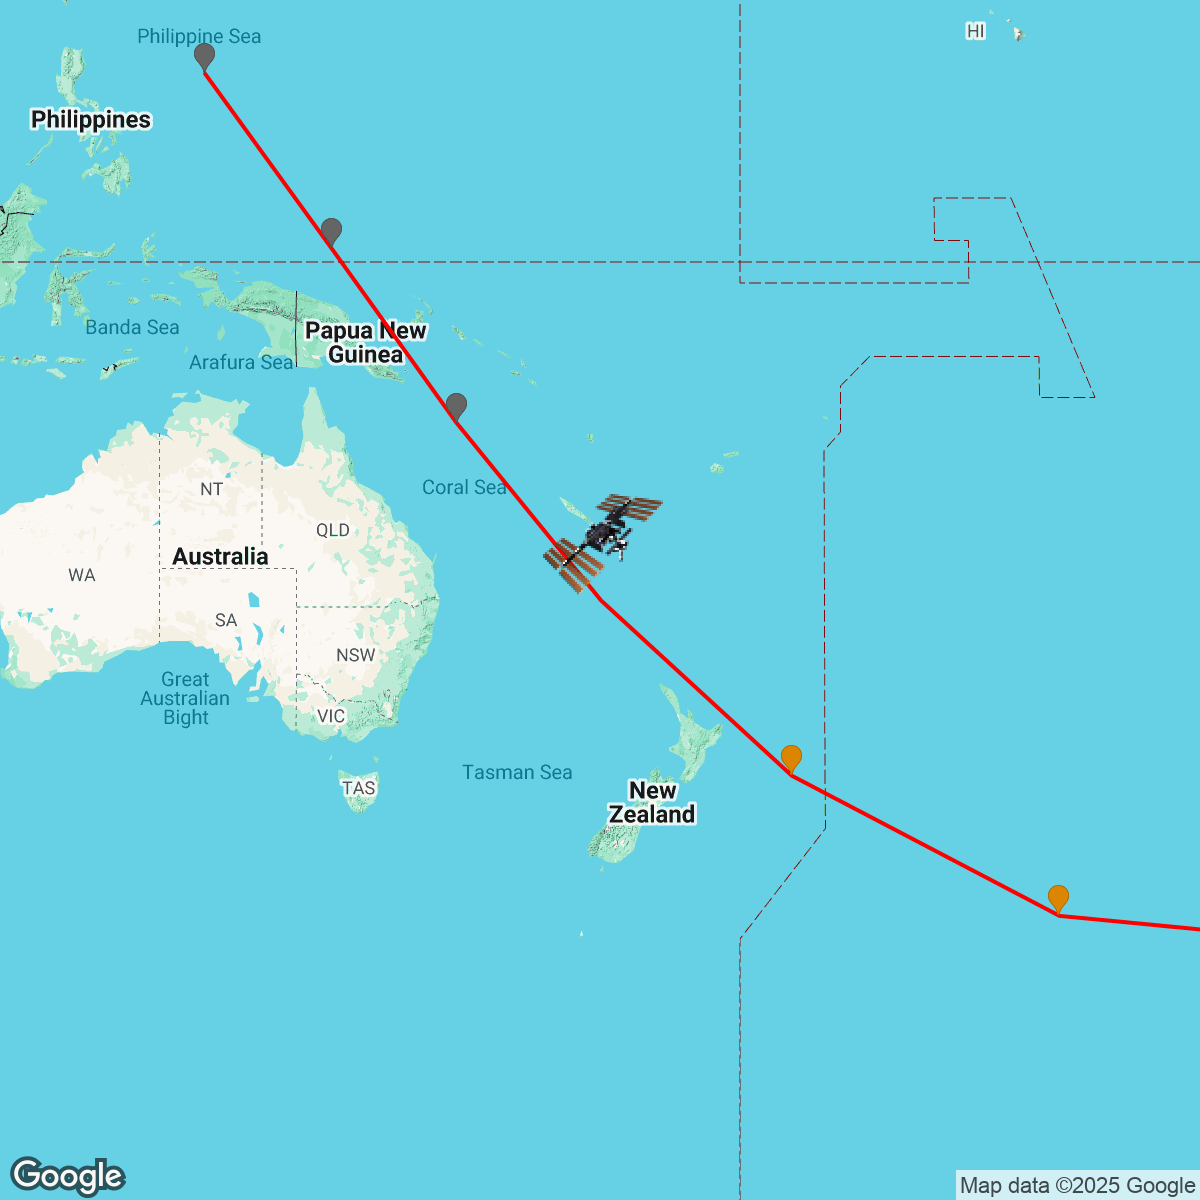 Philippine Sea
HI
Philippines
Banda Sea
Papua New
Guinea
Arafura Sea
Coral Sea
NT
QLD
Australia
WA
SA
NSW
Great
Australian
Bight
VIC
Tasman Sea
TAS
New
Zealand
Google
Map data ©2025 Google